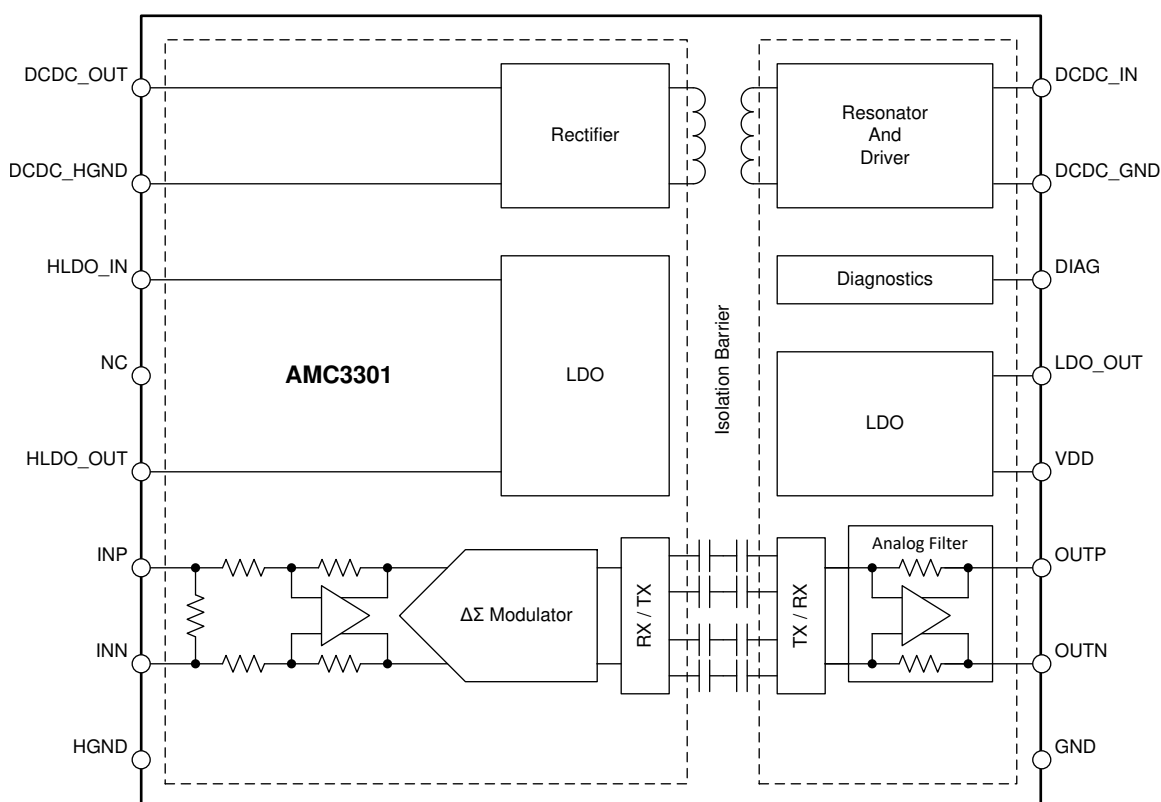 DCDC_OUT
DCDC_HGND
HLDO_IN
NC
HLDO_OUT
INP
INN
HGND
Rectifier
AMC3301
LDO
ΔΣ Modulator
RX / TX
Isolation Barrier
TX / RX
Resonator
And
Driver
Diagnostics
LDO
Analog Filter
DCDC_IN
DCDC_GND
DIAG
LDO_OUT
VDD
OUTP
OUTN
GND